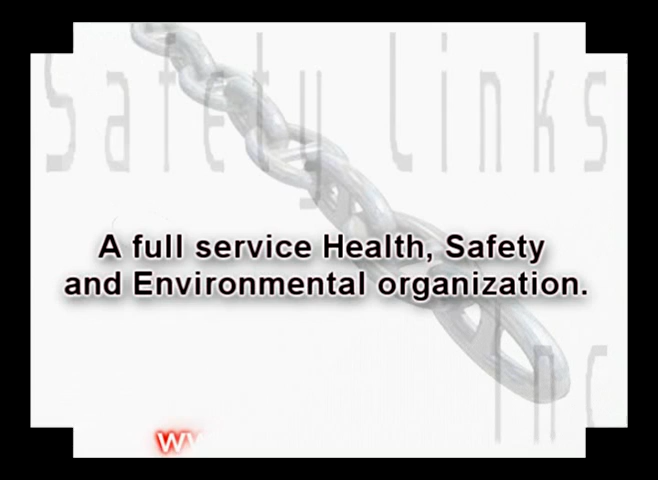 Safety Links
A full service Health, Safety
and Environmental organization.
Inc